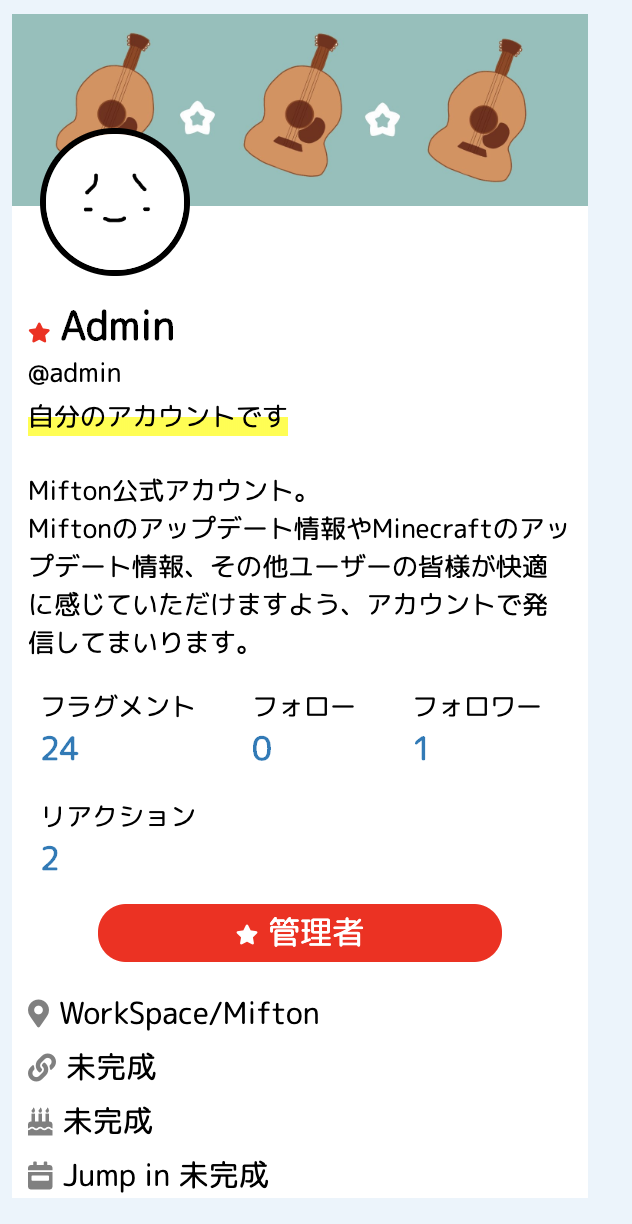 Admin
@admin
自分のアカウントです
Mifton公式アカウント。
Miftonのアップデート情報やMinecraftのアッ
プデート情報、その他ユーザーの皆様が快適
に感じていただけますよう、アカウントで発
信してまいります。
フラグメント フォロー フォロワー
24 0 1
リアクション
2
管理者
WorkSpace/Mifton
未完成
未完成
Jump in 未完成